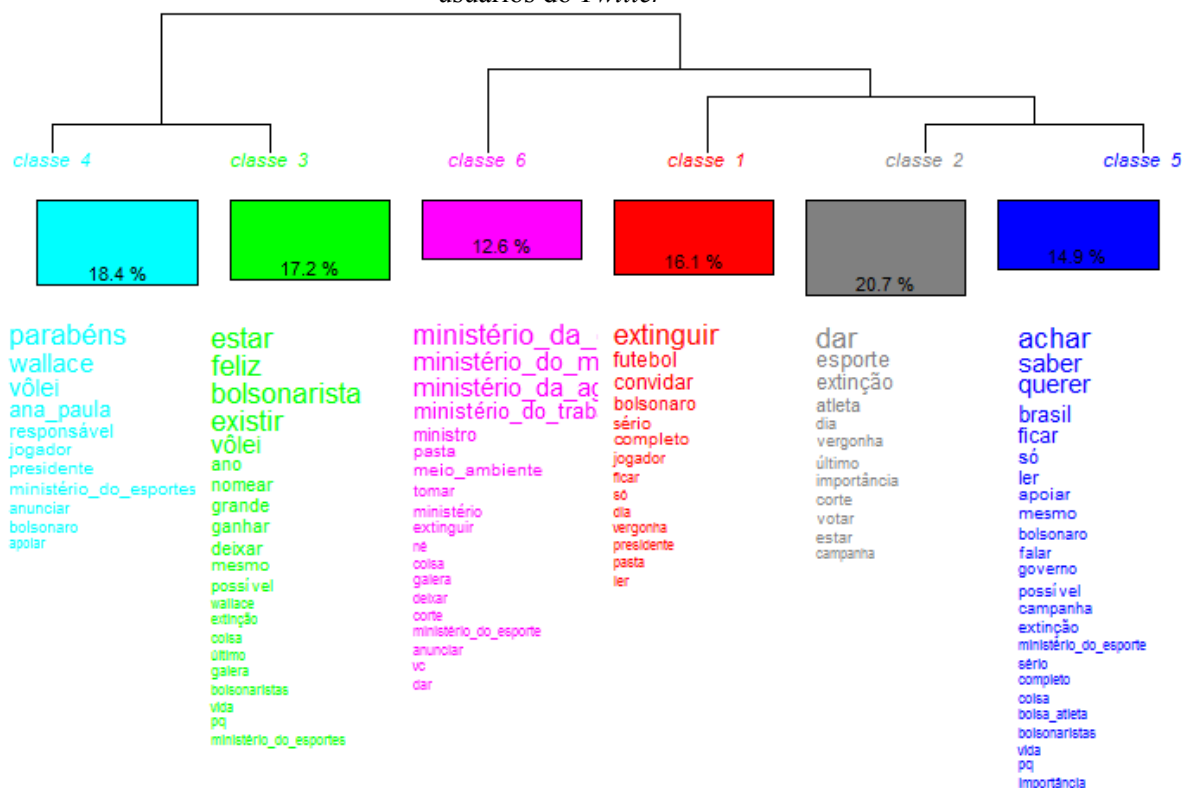 usuários do Twitter
classe 4
classe 3
classe 6
classe 1
classe 2
classe 5
18.4 %
17.2 %
12.6 %
16.1 %
20.7 %
14.9 %
parabéns
wallace
vôlei
ana_paula
responsável
jogador
presidente
ministério_do_esportes
anunciar
bolsonaro
apoiar
estar
feliz
bolsonarista
existir
vôlei
ano
nomear
grande
ganhar
deixar
mesmo
possível
wallace
extinção
coisa
último
galera
bolsonaristas
vida
pq
ministério_do_esportes
ministério_da_
ministério_do_m
ministério_da_ag
ministério_do_trab
ministro
pasta
meio_ambiente
tomar
ministério
extinguir
né
coisa
galera
deixar
corte
ministério_do_esporte
anunciar
vc
dar
extinguir
futebol
convidar
bolsonaro
sério
completo
jogador
ficar
só
dia
vergonha
presidente
pasta
ler
dar
esporte
extinção
atleta
dia
vergonha
último
importância
corte
votar
estar
campanha
achar
saber
querer
brasil
ficar
só
ler
apoiar
mesmo
bolsonaro
falar
governo
possível
campanha
extinção
ministério_do_esporte
sério
completo
coisa
bolsa_atleta
bolsonaristas
vida
pq
importância